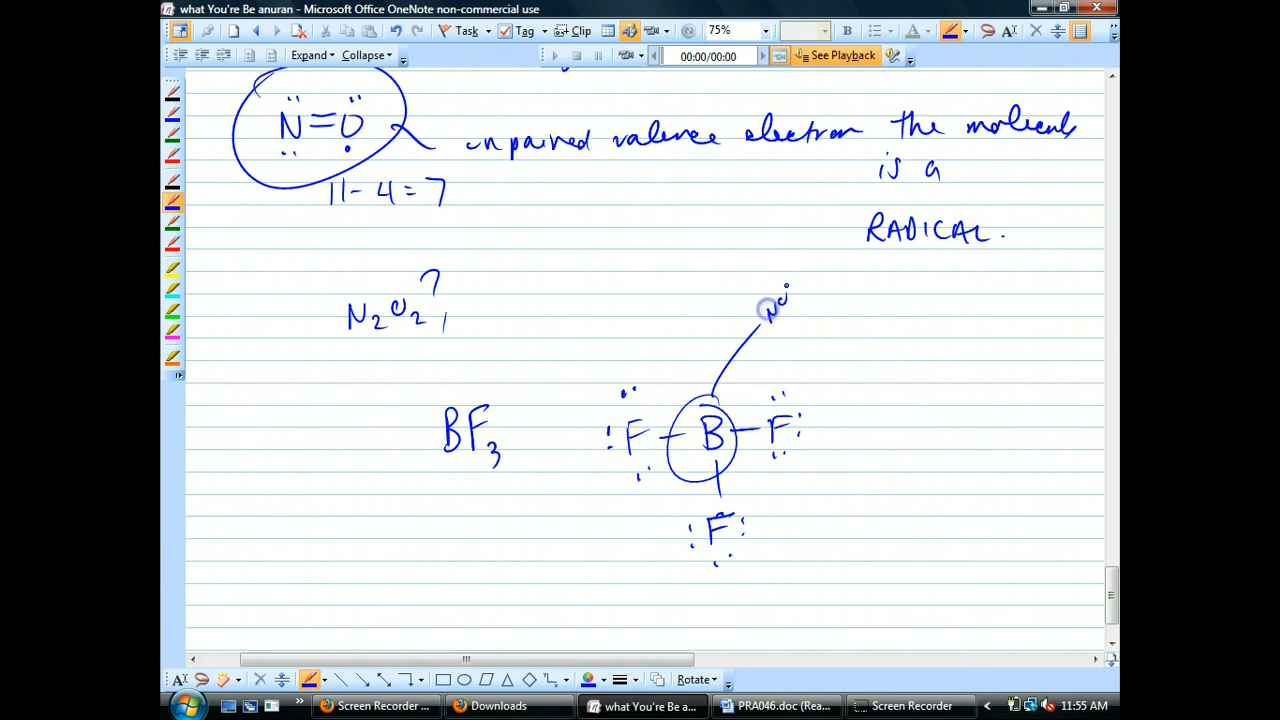 what You're Be anuran - Microsoft Office OneNote non-commercial use
Task Tag Clip 75% B A
Expand Collapse 00:00/00:00 See Playback
N=O unpaired valence electron the molecule
is a
11-4=7
RADICAL.
N2O2?
BF3 F-B-F
F
Rotate
Screen Recorder ... Downloads what You're Be a... PRA046.doc (Rea... Screen Recorder 11:55 AM